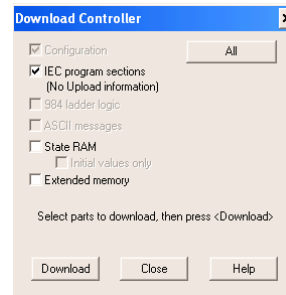 Download Controller
Configuration
All
IEC program sections
(No Upload information)
984 ladder logic
ASCII messages
State RAM
Initial values only
Extended memory
Select parts to download, then press <Download>
Download Close Help